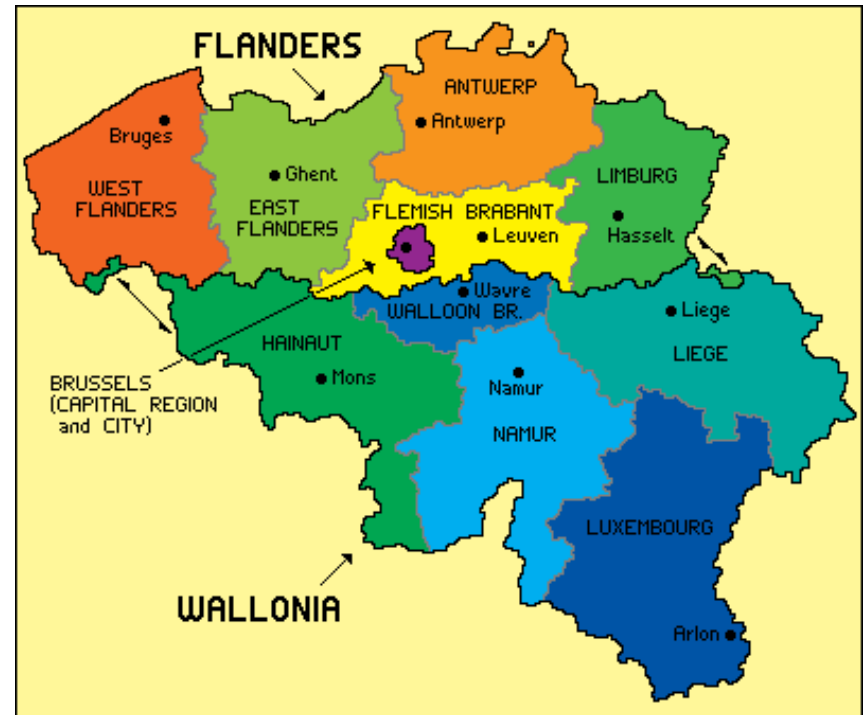 FLANDERS
ANTWERP
Antwerp
Bruges
Ghent
LIMBURG
WEST
FLANDERS
EAST
FLANDERS
FLEMISH BRABANT
Leuven
Hasselt
Wavre
WALLOON BR.
Liege
LIEGE
HAINAUT
Mons
BRUSSELS
(CAPITAL REGION
and CITY)
Namur
NAMUR
LUXEMBOURG
WALLONIA
Arlon